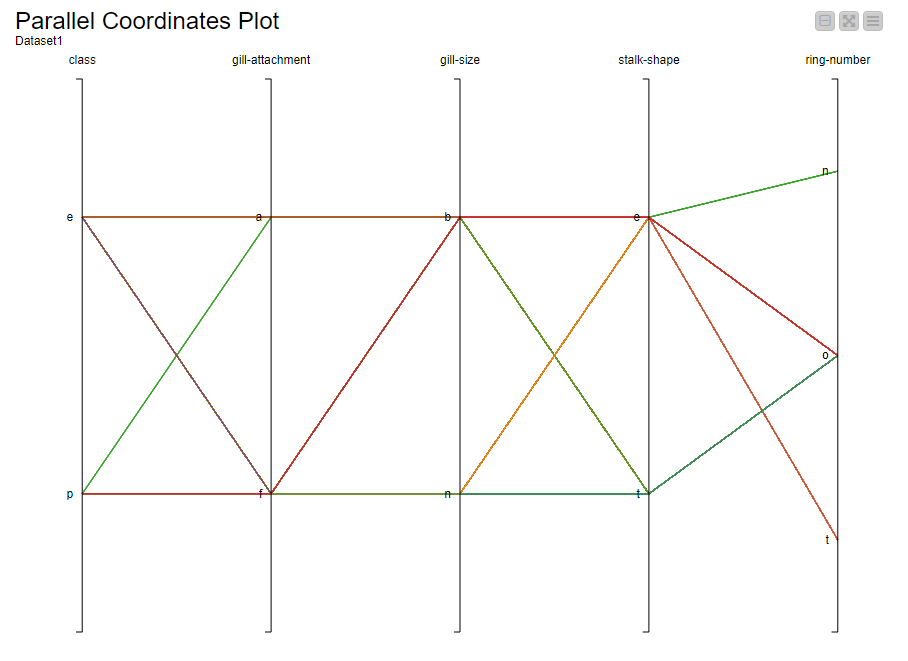 Parallel Coordinates Plot
Dataset1
class gill-attachment gill-size stalk-shape ring-number
n
e a b e
o
p f n t
t